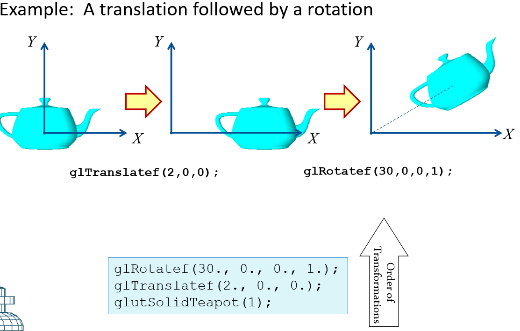 Example: A translation followed by a rotation
Y
Y
Y
X
X
X
glTranslatef(2,0,0);
glRotatef(30,0,0,1);
glRotatef(30., 0., 0., 1.);
glTranslatef(2., 0., 0.);
glutSolidTeapot(1);
Order of
Transformations